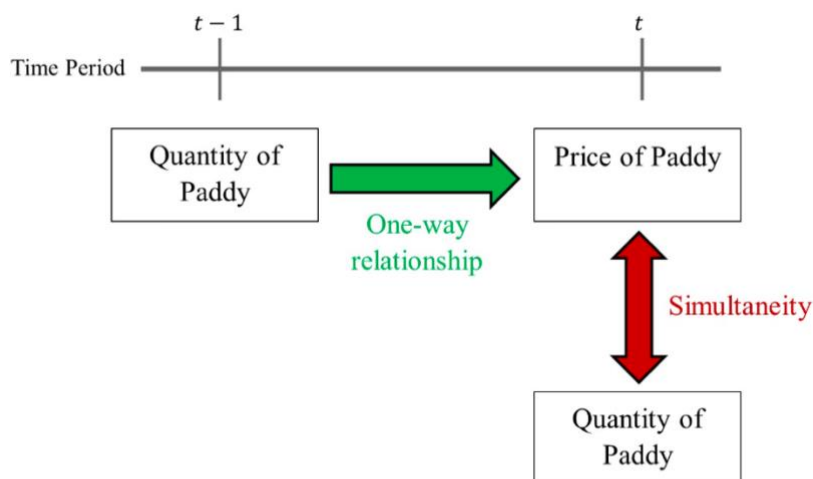 t − 1
t
Time Period
Quantity of
Paddy
Price of Paddy
One-way
relationship
Simultaneity
Quantity of
Paddy